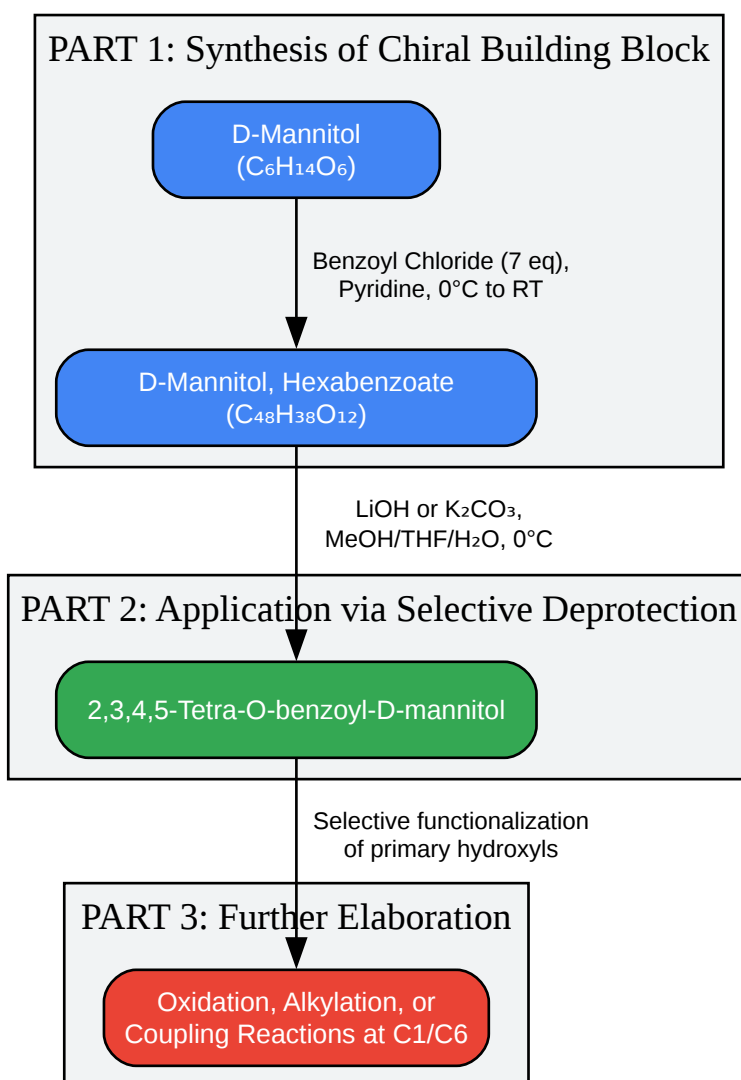 PART 1: Synthesis of Chiral Building Block
D-Mannitol
(C₆H₁₄O₆)
Benzoyl Chloride (7 eq),
Pyridine, 0°C to RT
D-Mannitol, Hexabenzoate
(C₄₈H₃₈O₁₂)
LiOH or K₂CO₃,
MeOH/THF/H₂O, 0°C
PART 2: Application via Selective Deprotection
2,3,4,5-Tetra-O-benzoyl-D-mannitol
Selective functionalization
of primary hydroxyls
PART 3: Further Elaboration
Oxidation, Alkylation, or
Coupling Reactions at C1/C6